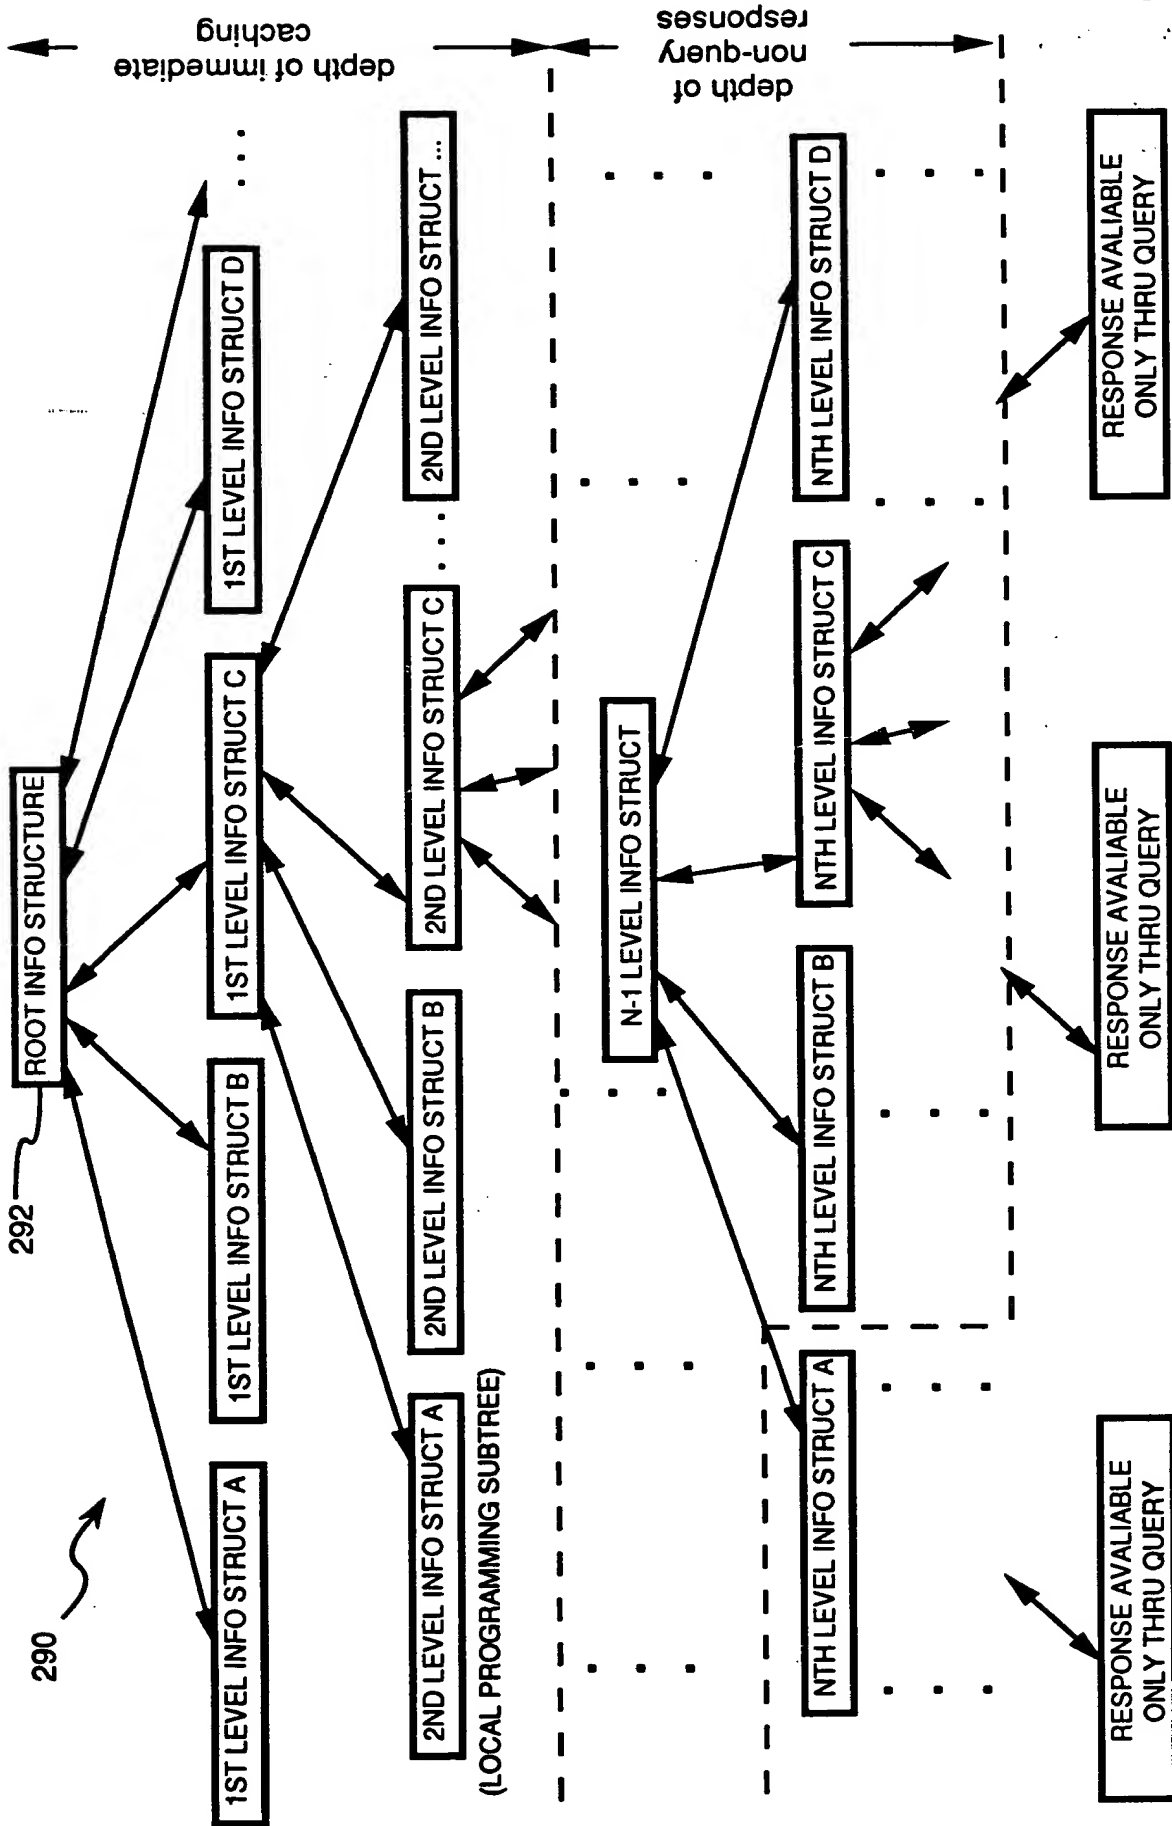 292
290
ROOT INFO STRUCTURE
1ST LEVEL INFO STRUCT A
1ST LEVEL INFO STRUCT B
1ST LEVEL INFO STRUCT C
1ST LEVEL INFO STRUCT D
...
depth of immediate
caching
2ND LEVEL INFO STRUCT A
(LOCAL PROGRAMMING SUBTREE)
2ND LEVEL INFO STRUCT B
2ND LEVEL INFO STRUCT C
...
2ND LEVEL INFO STRUCT ...
N-1 LEVEL INFO STRUCT
depth of
non-query
responses
NTH LEVEL INFO STRUCT A
NTH LEVEL INFO STRUCT B
NTH LEVEL INFO STRUCT C
NTH LEVEL INFO STRUCT D
RESPONSE AVALIABLE
ONLY THRU QUERY
RESPONSE AVALIABLE
ONLY THRU QUERY
RESPONSE AVALIABLE
ONLY THRU QUERY